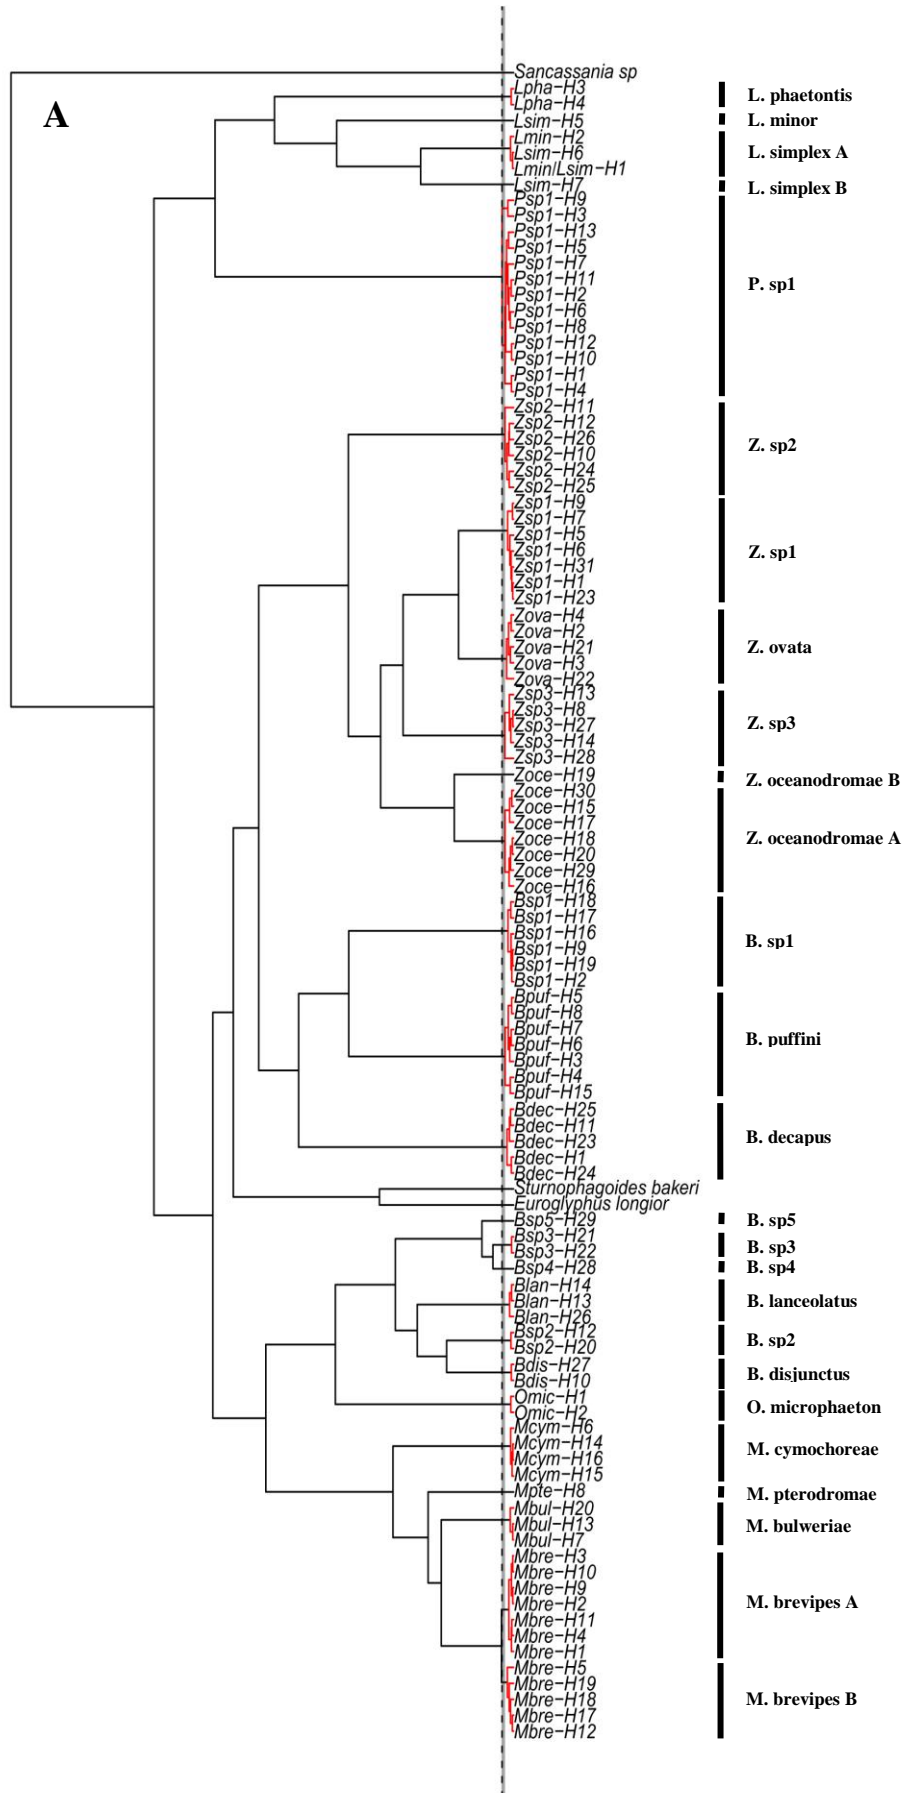 Sancassania sp
A
Lpha−H3
Lpha−H4
L. phaetontis
Lsim−H5
L. minor
Lmin−H2
Lsim−H6
Lmin/Lsim−H1
L. simplex A
Lsim−H7
L. simplex B
Psp1−H9
Psp1−H3
Psp1−H13
Psp1−H5
Psp1−H7
Psp1−H11
Psp1−H2
Psp1−H6
Psp1−H8
Psp1−H12
Psp1−H10
Psp1−H1
Psp1−H4
P. sp1
Zsp2−H11
Zsp2−H12
Zsp2−H26
Zsp2−H10
Zsp2−H24
Zsp2−H25
Z. sp2
Zsp1−H9
Zsp1−H7
Zsp1−H5
Zsp1−H6
Zsp1−H31
Zsp1−H1
Zsp1−H23
Z. sp1
Zova−H4
Zova−H2
Zova−H21
Zova−H3
Zova−H22
Z. ovata
Zsp3−H13
Zsp3−H8
Zsp3−H27
Zsp3−H14
Zsp3−H28
Z. sp3
Zoce−H19
Z. oceanodromae B
Zoce−H30
Zoce−H15
Zoce−H17
Zoce−H18
Zoce−H20
Zoce−H29
Zoce−H16
Z. oceanodromae A
Bsp1−H18
Bsp1−H17
Bsp1−H16
Bsp1−H9
Bsp1−H19
Bsp1−H2
B. sp1
Bpuf−H5
Bpuf−H8
Bpuf−H7
Bpuf−H6
Bpuf−H3
Bpuf−H4
Bpuf−H15
B. puffini
Bdec−H25
Bdec−H11
Bdec−H23
Bdec−H1
Bdec−H24
B. decapus
Sturnophagoides bakeri
Euroglyphus longior
Bsp5−H29
B. sp5
Bsp3−H21
Bsp3−H22
B. sp3
Bsp4−H28
B. sp4
Blan−H14
Blan−H13
Blan−H26
B. lanceolatus
Bsp2−H12
Bsp2−H20
B. sp2
Bdis−H27
Bdis−H10
B. disjunctus
Omic−H1
Omic−H2
O. microphaeton
Mcym−H6
Mcym−H14
Mcym−H16
Mcym−H15
M. cymochoreae
Mpte−H8
M. pterodromae
Mbul−H20
Mbul−H13
Mbul−H7
M. bulweriae
Mbre−H3
Mbre−H10
Mbre−H9
Mbre−H2
Mbre−H11
Mbre−H4
Mbre−H1
M. brevipes A
Mbre−H5
Mbre−H19
Mbre−H18
Mbre−H17
Mbre−H12
M. brevipes B